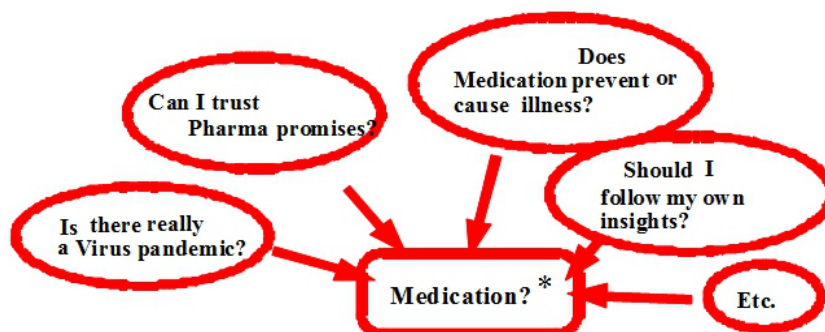 Does
Medication prevent or
cause illness?
Can I trust
Pharma promises?
Should I
follow my own
insights?
Is there really
a Virus pandemic?
Medication? *
Etc.